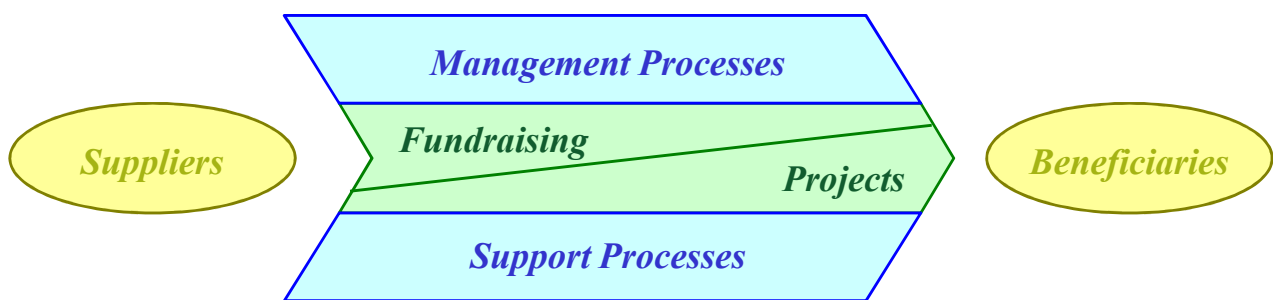 Management Processes
Suppliers
Fundraising
Projects
Beneficiaries
Support Processes